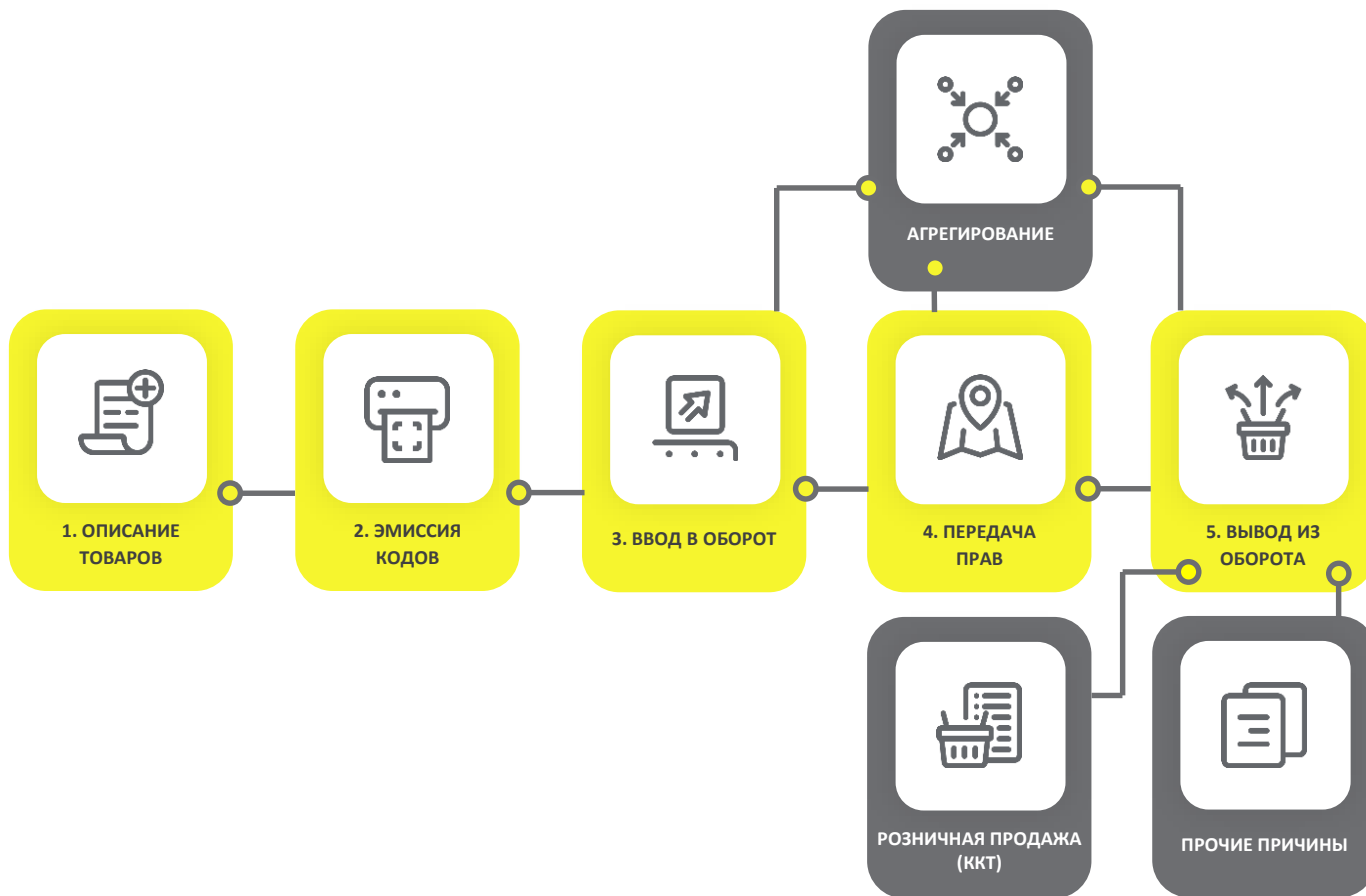 АГРЕГИРОВАНИЕ
1. ОПИСАНИЕ
ТОВАРОВ
2. ЭМИССИЯ
КОДОВ
3. ВВОД В ОБОРОТ
4. ПЕРЕДАЧА
ПРАВ
5. ВЫВОД ИЗ
ОБОРОТА
РОЗНИЧНАЯ ПРОДАЖА
(ККТ)
ПРОЧИЕ ПРИЧИНЫ